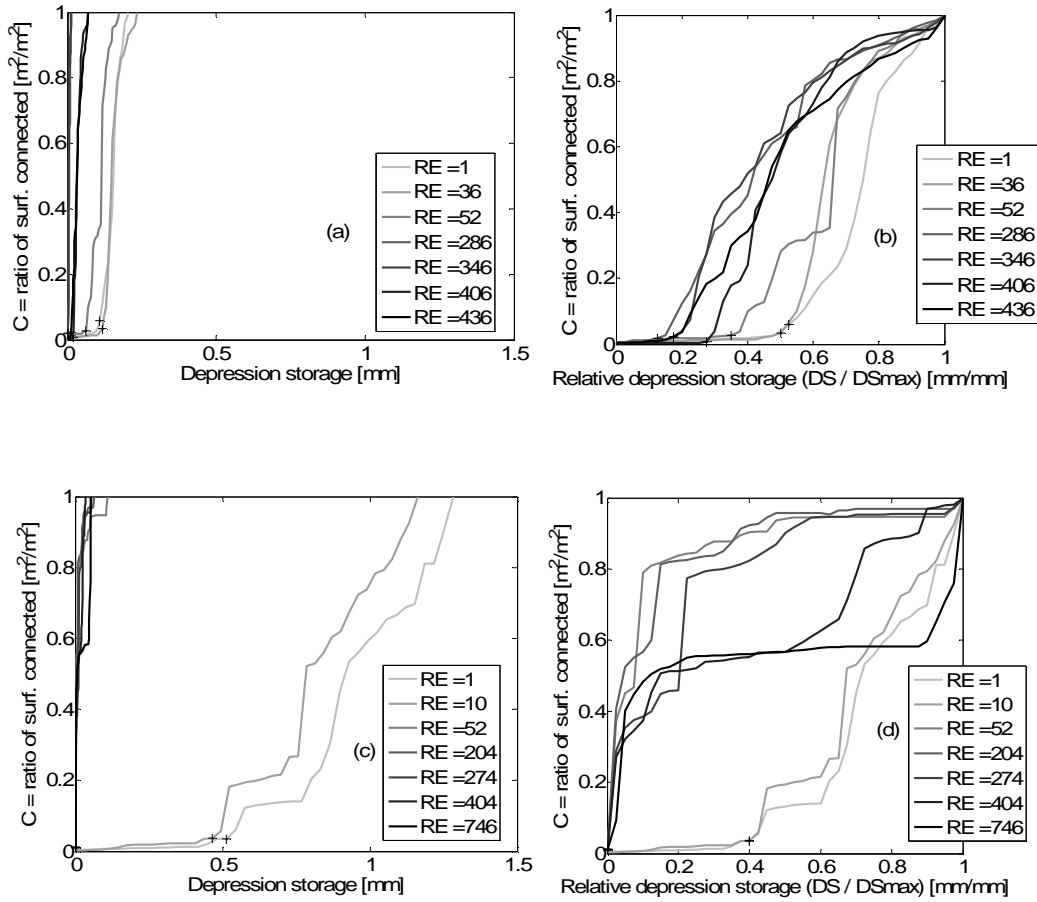 C = ratio of surf. connected [m²/m²]
1
0.8
0.6
0.4
0.2
0
0
0.5
1
1.5
Depression storage [mm]
(a)
RE =1
RE =36
RE =52
RE =286
RE =346
RE =406
RE =436
C = ratio of surf. connected [m²/m²]
1
0.8
0.6
0.4
0.2
0
0
0.2
0.4
0.6
0.8
1
Relative depression storage (DS / DSmax) [mm/mm]
(b)
RE =1
RE =36
RE =52
RE =286
RE =346
RE =406
RE =436
C = ratio of surf. connected [m²/m²]
1
0.8
0.6
0.4
0.2
0
0
0.5
1
1.5
Depression storage [mm]
(c)
RE =1
RE =10
RE =52
RE =204
RE =274
RE =404
RE =746
C = ratio of surf. connected [m²/m²]
1
0.8
0.6
0.4
0.2
0
0
0.2
0.4
0.6
0.8
1
Relative depression storage (DS / DSmax) [mm/mm]
(d)
RE =1
RE =10
RE =52
RE =204
RE =274
RE =404
RE =746